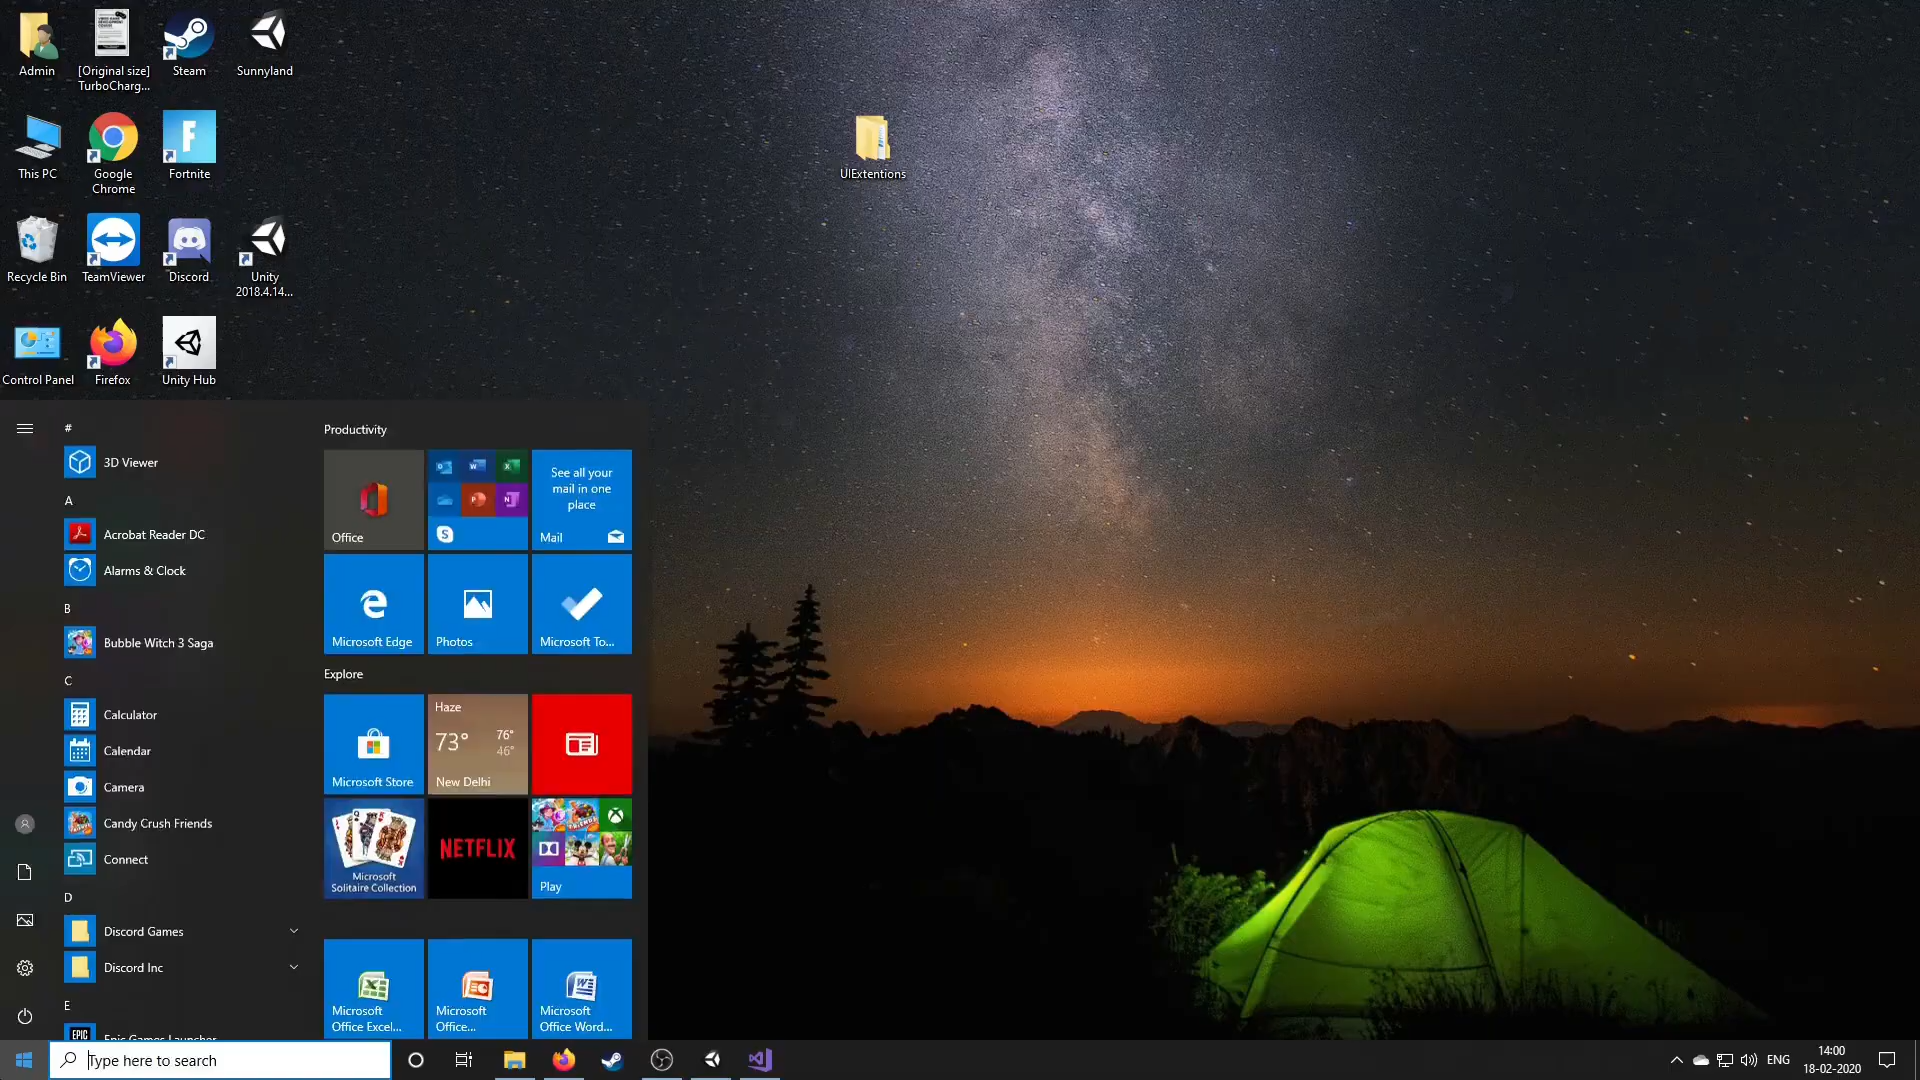 Admin
[Original size]
TurboCharg...
Steam
Sunnyland
This PC
Google
Chrome
Fortnite
UIExtentions
Recycle Bin
TeamViewer
Discord
Unity
2018.4.14...
Control Panel
Firefox
Unity Hub
#
3D Viewer
A
Acrobat Reader DC
Alarms & Clock
B
Bubble Witch 3 Saga
C
Calculator
Calendar
Camera
Candy Crush Friends
Connect
D
Discord Games
Discord Inc
E
Epic Games Launcher
Productivity
Office
See all your
mail in one
place
Mail
Microsoft Edge
Photos
Microsoft To...
Explore
Microsoft Store
Haze
73°
76°
46°
New Delhi
Microsoft
Solitaire Collection
NETFLIX
Play
Microsoft
Office Excel...
Microsoft
Office...
Microsoft
Office Word...
Type here to search
ENG
14:00
18-02-2020